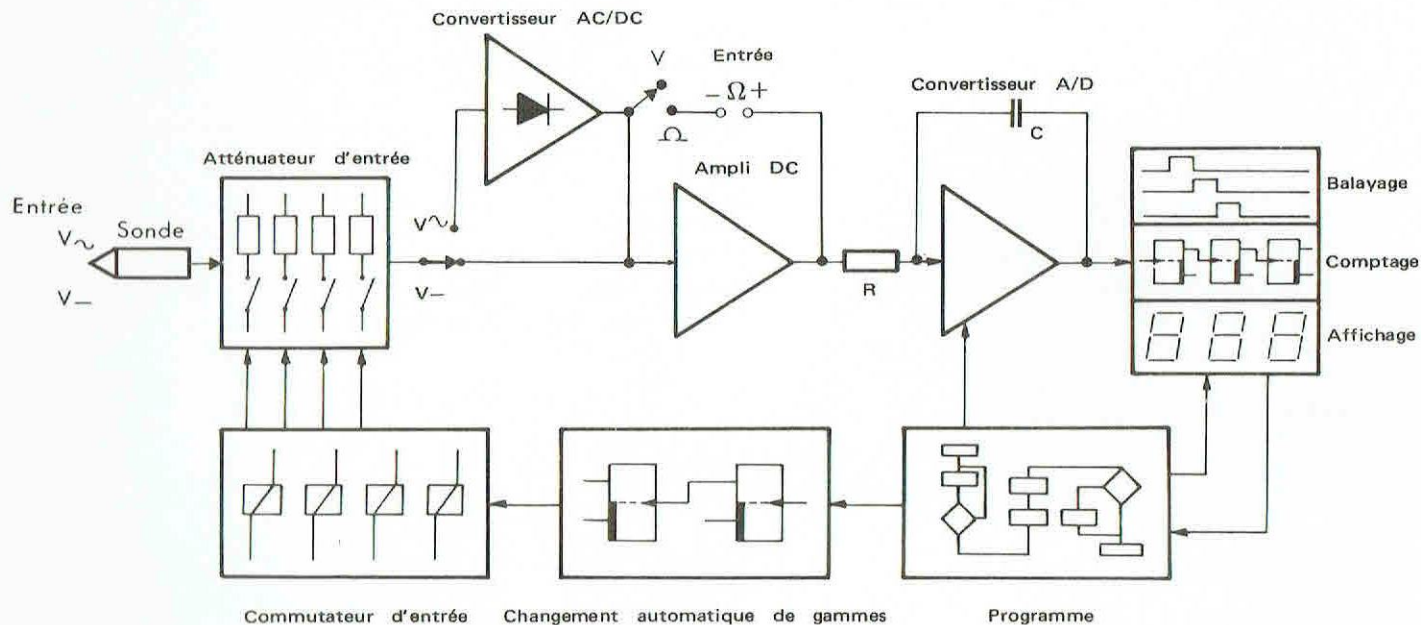 Convertisseur AC/DC
V
Entrée
- Ω +
Ω
Convertisseur A/D
C
Atténuateur d'entrée
Ampli DC
Balayage
Entrée
V~
Sonde
V~
V—
V—
R
Comptage
Affichage
Commutateur d'entrée
Changement automatique de gammes
Programme